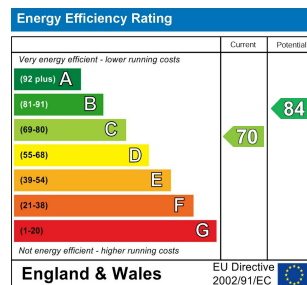 Energy Efficiency Rating
Current Potential
Very energy efficient - lower running costs
(92 plus) A
(81-91) B
84
(69-80) C
70
(55-68) D
(39-54) E
(21-38) F
(1-20) G
Not energy efficient - higher running costs
England & Wales
EU Directive
2002/91/EC